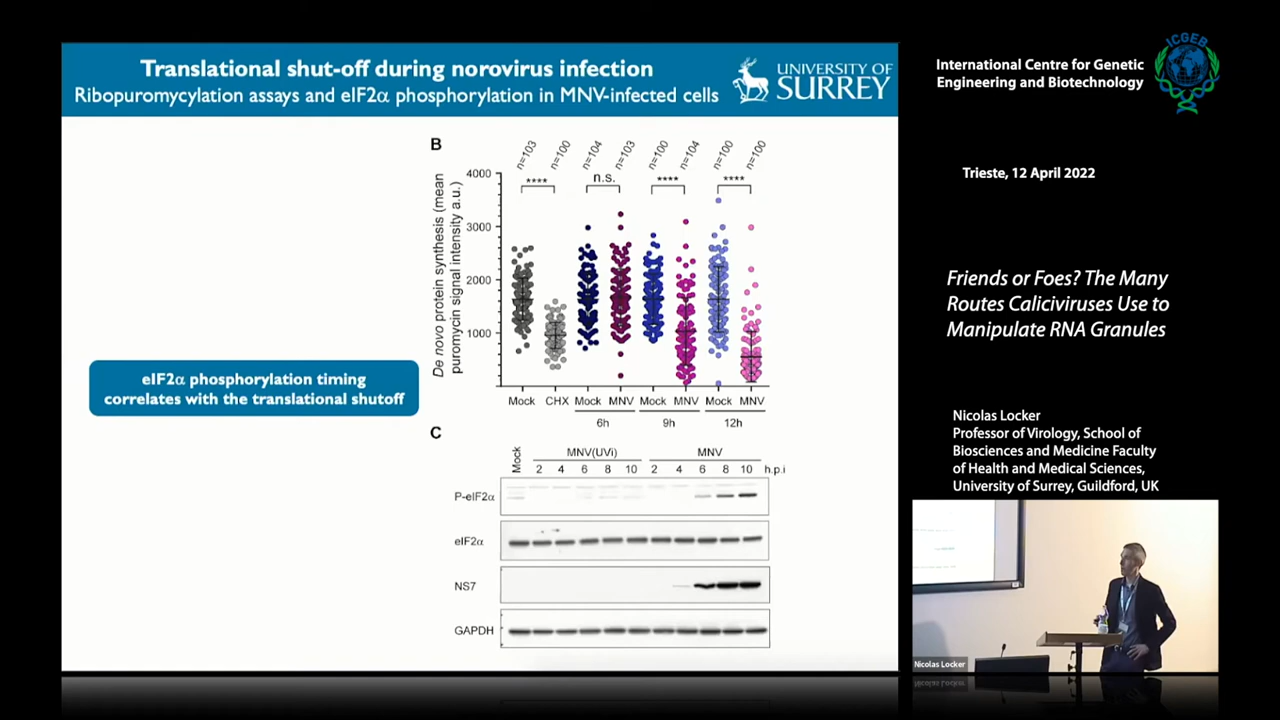 Translational shut-off during norovirus infection
Ribopuromycylation assays and eIF2α phosphorylation in MNV-infected cells
UNIVERSITY OF
SURREY
eIF2α phosphorylation timing
correlates with the translational shutoff
B
n=103
n=100
n=104
n=103
n=100
n=104
n=100
n=100
****
n.s.
****
****
De novo protein synthesis (mean
puromycin signal intensity a.u.)
4000
3000
2000
1000
Mock CHX Mock MNV Mock MNV Mock MNV
6h 9h 12h
C
Mock
MNV(UVi) MNV
2 4 6 8 10 2 4 6 8 10 h.p.i
P-eIF2α
eIF2α
NS7
GAPDH
International Centre for Genetic
Engineering and Biotechnology
ICGEB
Trieste, 12 April 2022
Friends or Foes? The Many
Routes Caliciviruses Use to
Manipulate RNA Granules
Nicolas Locker
Professor of Virology, School of
Biosciences and Medicine Faculty
of Health and Medical Sciences,
University of Surrey, Guildford, UK
Nicolas Locker